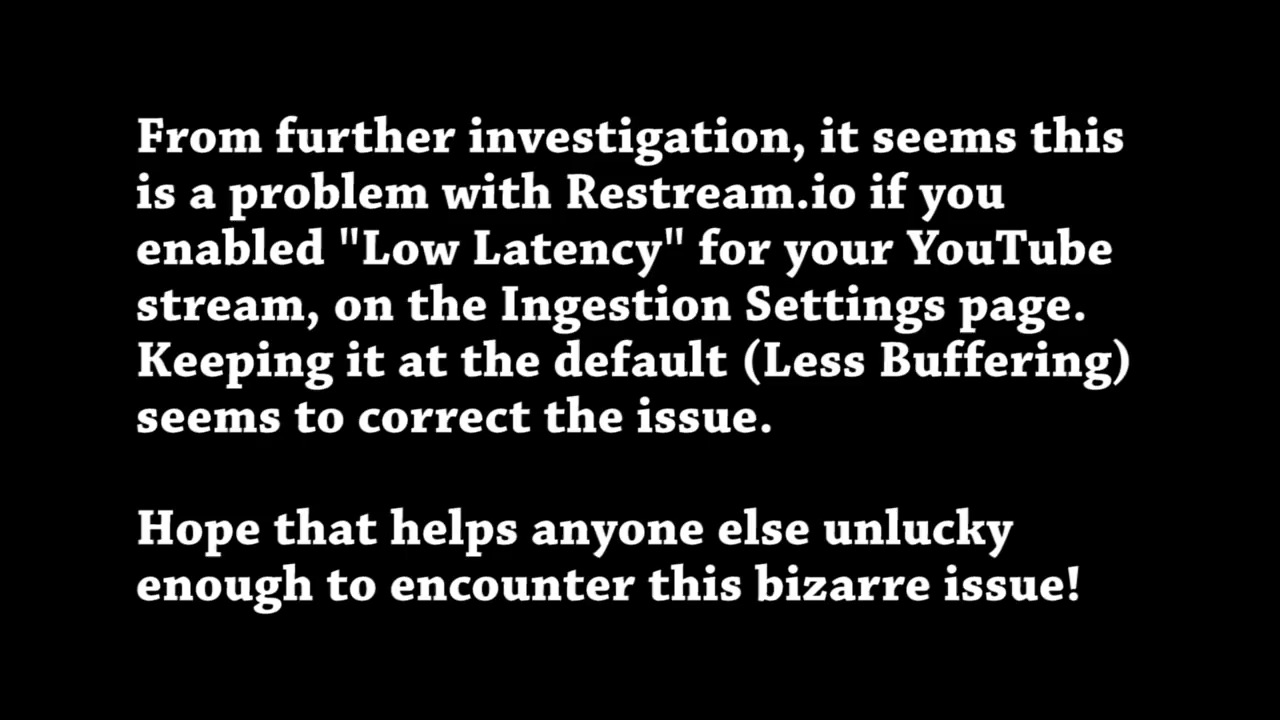 From further investigation, it seems this
is a problem with Restream.io if you
enabled "Low Latency" for your YouTube
stream, on the Ingestion Settings page.
Keeping it at the default (Less Buffering)
seems to correct the issue.
Hope that helps anyone else unlucky
enough to encounter this bizarre issue!